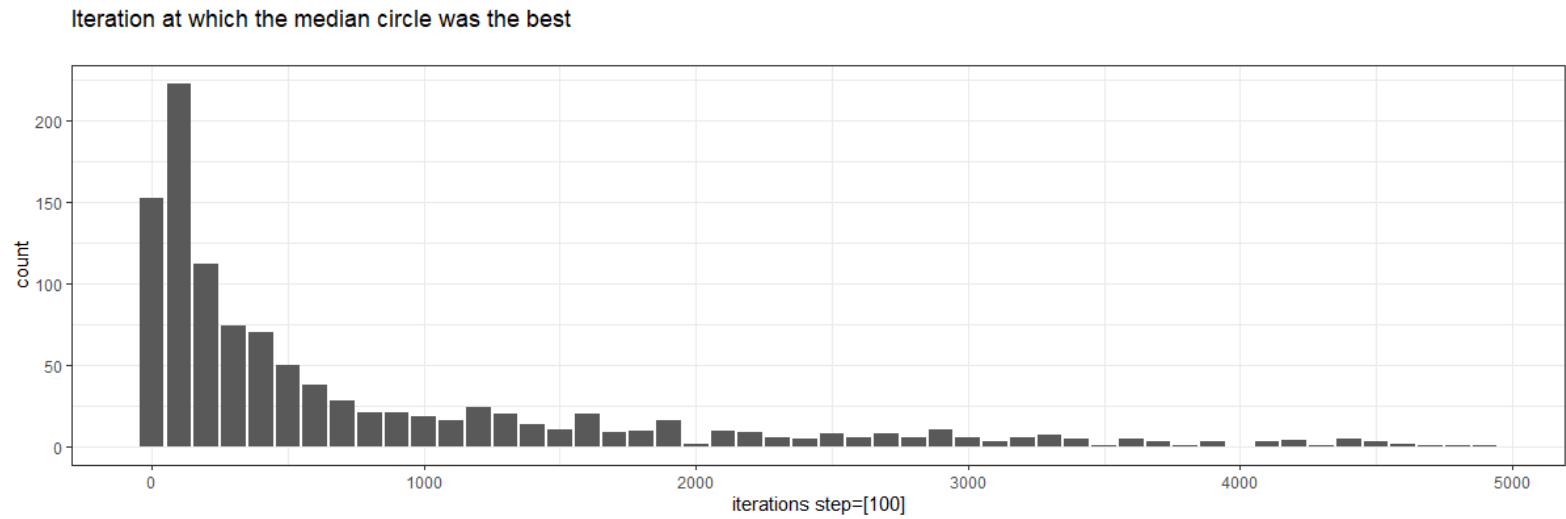 Iteration at which the median circle was the best
200
150
100
50
0
count
0 1000 2000 3000 4000 5000
iterations step=[100]